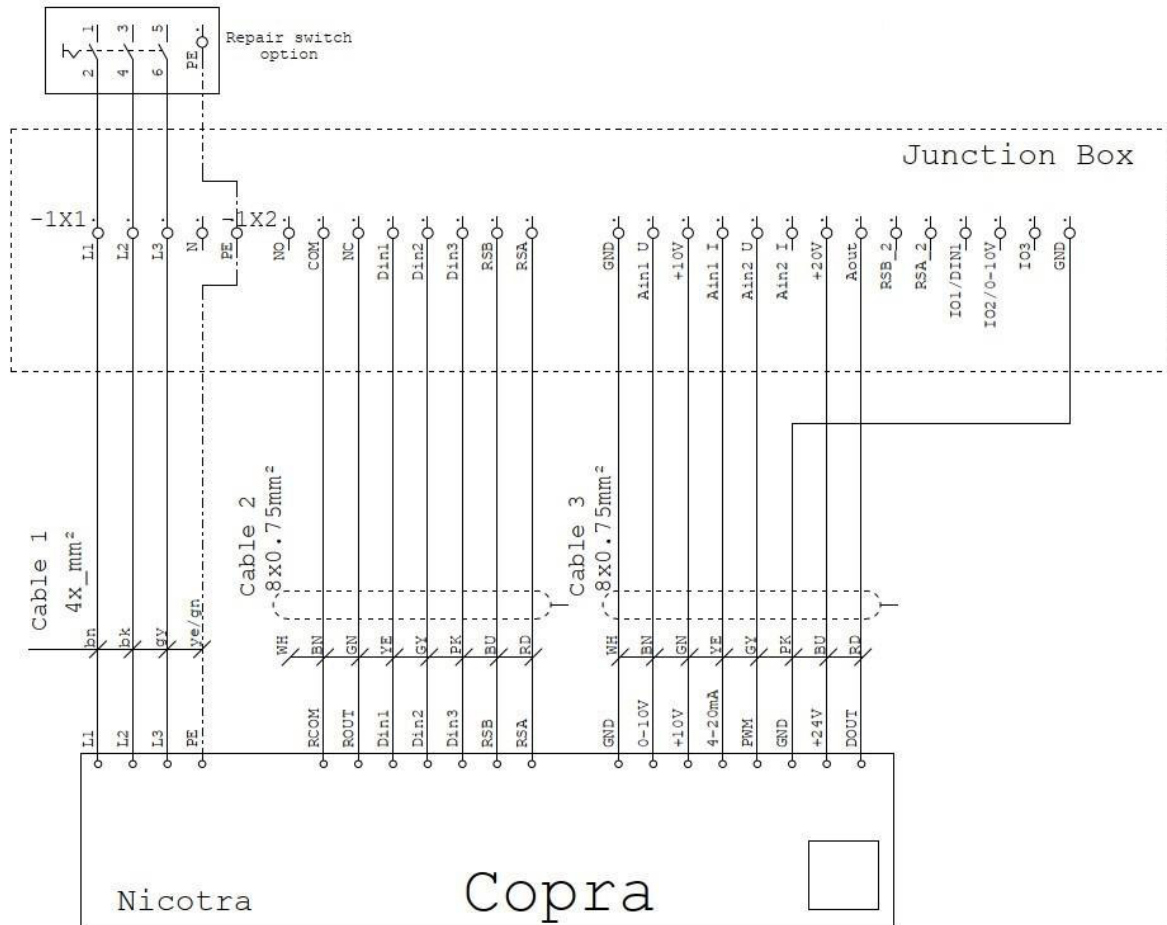 1 3 5 PE
2 4 6
Repair switch
option
Junction Box
-1X1
L1 L2 L3 N PE
-1X2
NO COM NC Din1 Din2 Din3 RSB RSA
GND Ain1 U +10V Ain1 I Ain2 U Ain2 I +20V Aout RSB_2 RSA_2 IO1/DIN1 IO2/0-10V IO3 GND
Cable 1
4x_mm²
bn bk gy ye/gn
Cable 2
8x0.75mm²
WH BN GN YE GY PK BU RD
Cable 3
8x0.75mm²
WH BN GN YE GY PK BU RD
L1 L2 L3 PE
RCOM ROUT Din1 Din2 Din3 RSB RSA
GND 0-10V +10V 4-20mA PWM GND +24V DOUT
Nicotra
Copra